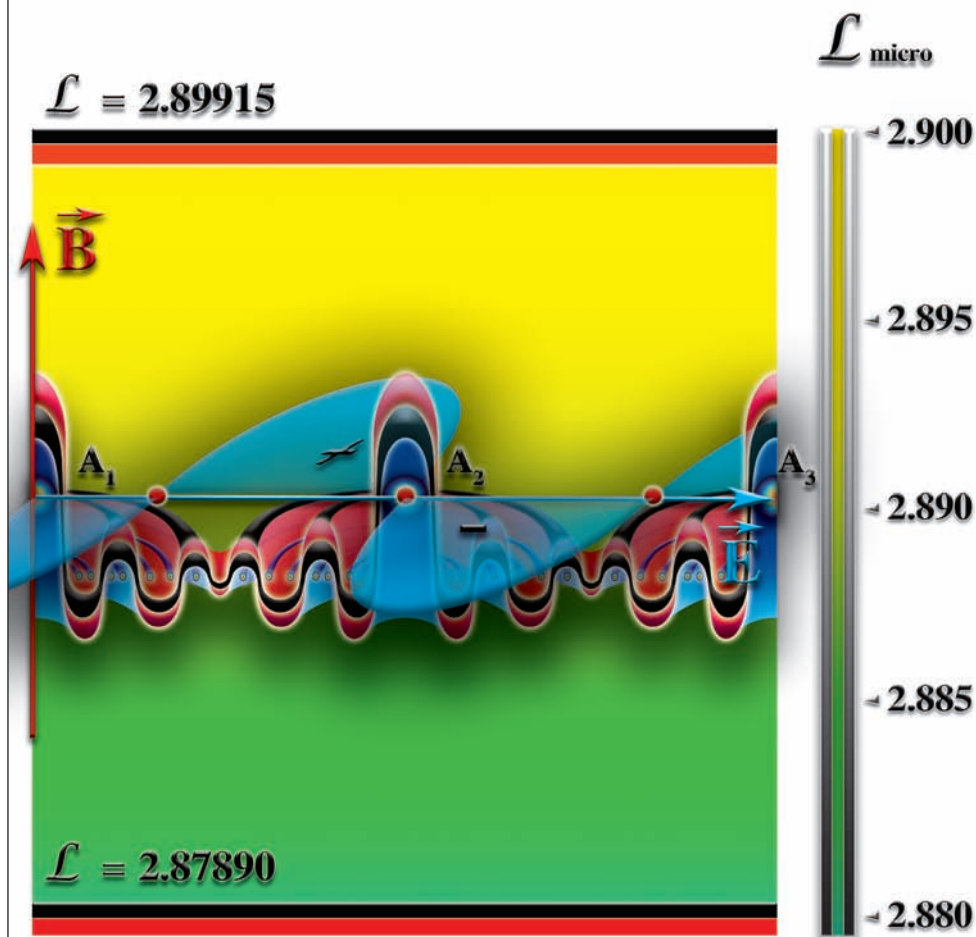 ℒ micro
ℒ = 2.89915
2.900
B
2.895
A₁ A₂ A₃
2.890
E
2.885
ℒ = 2.87890
2.880